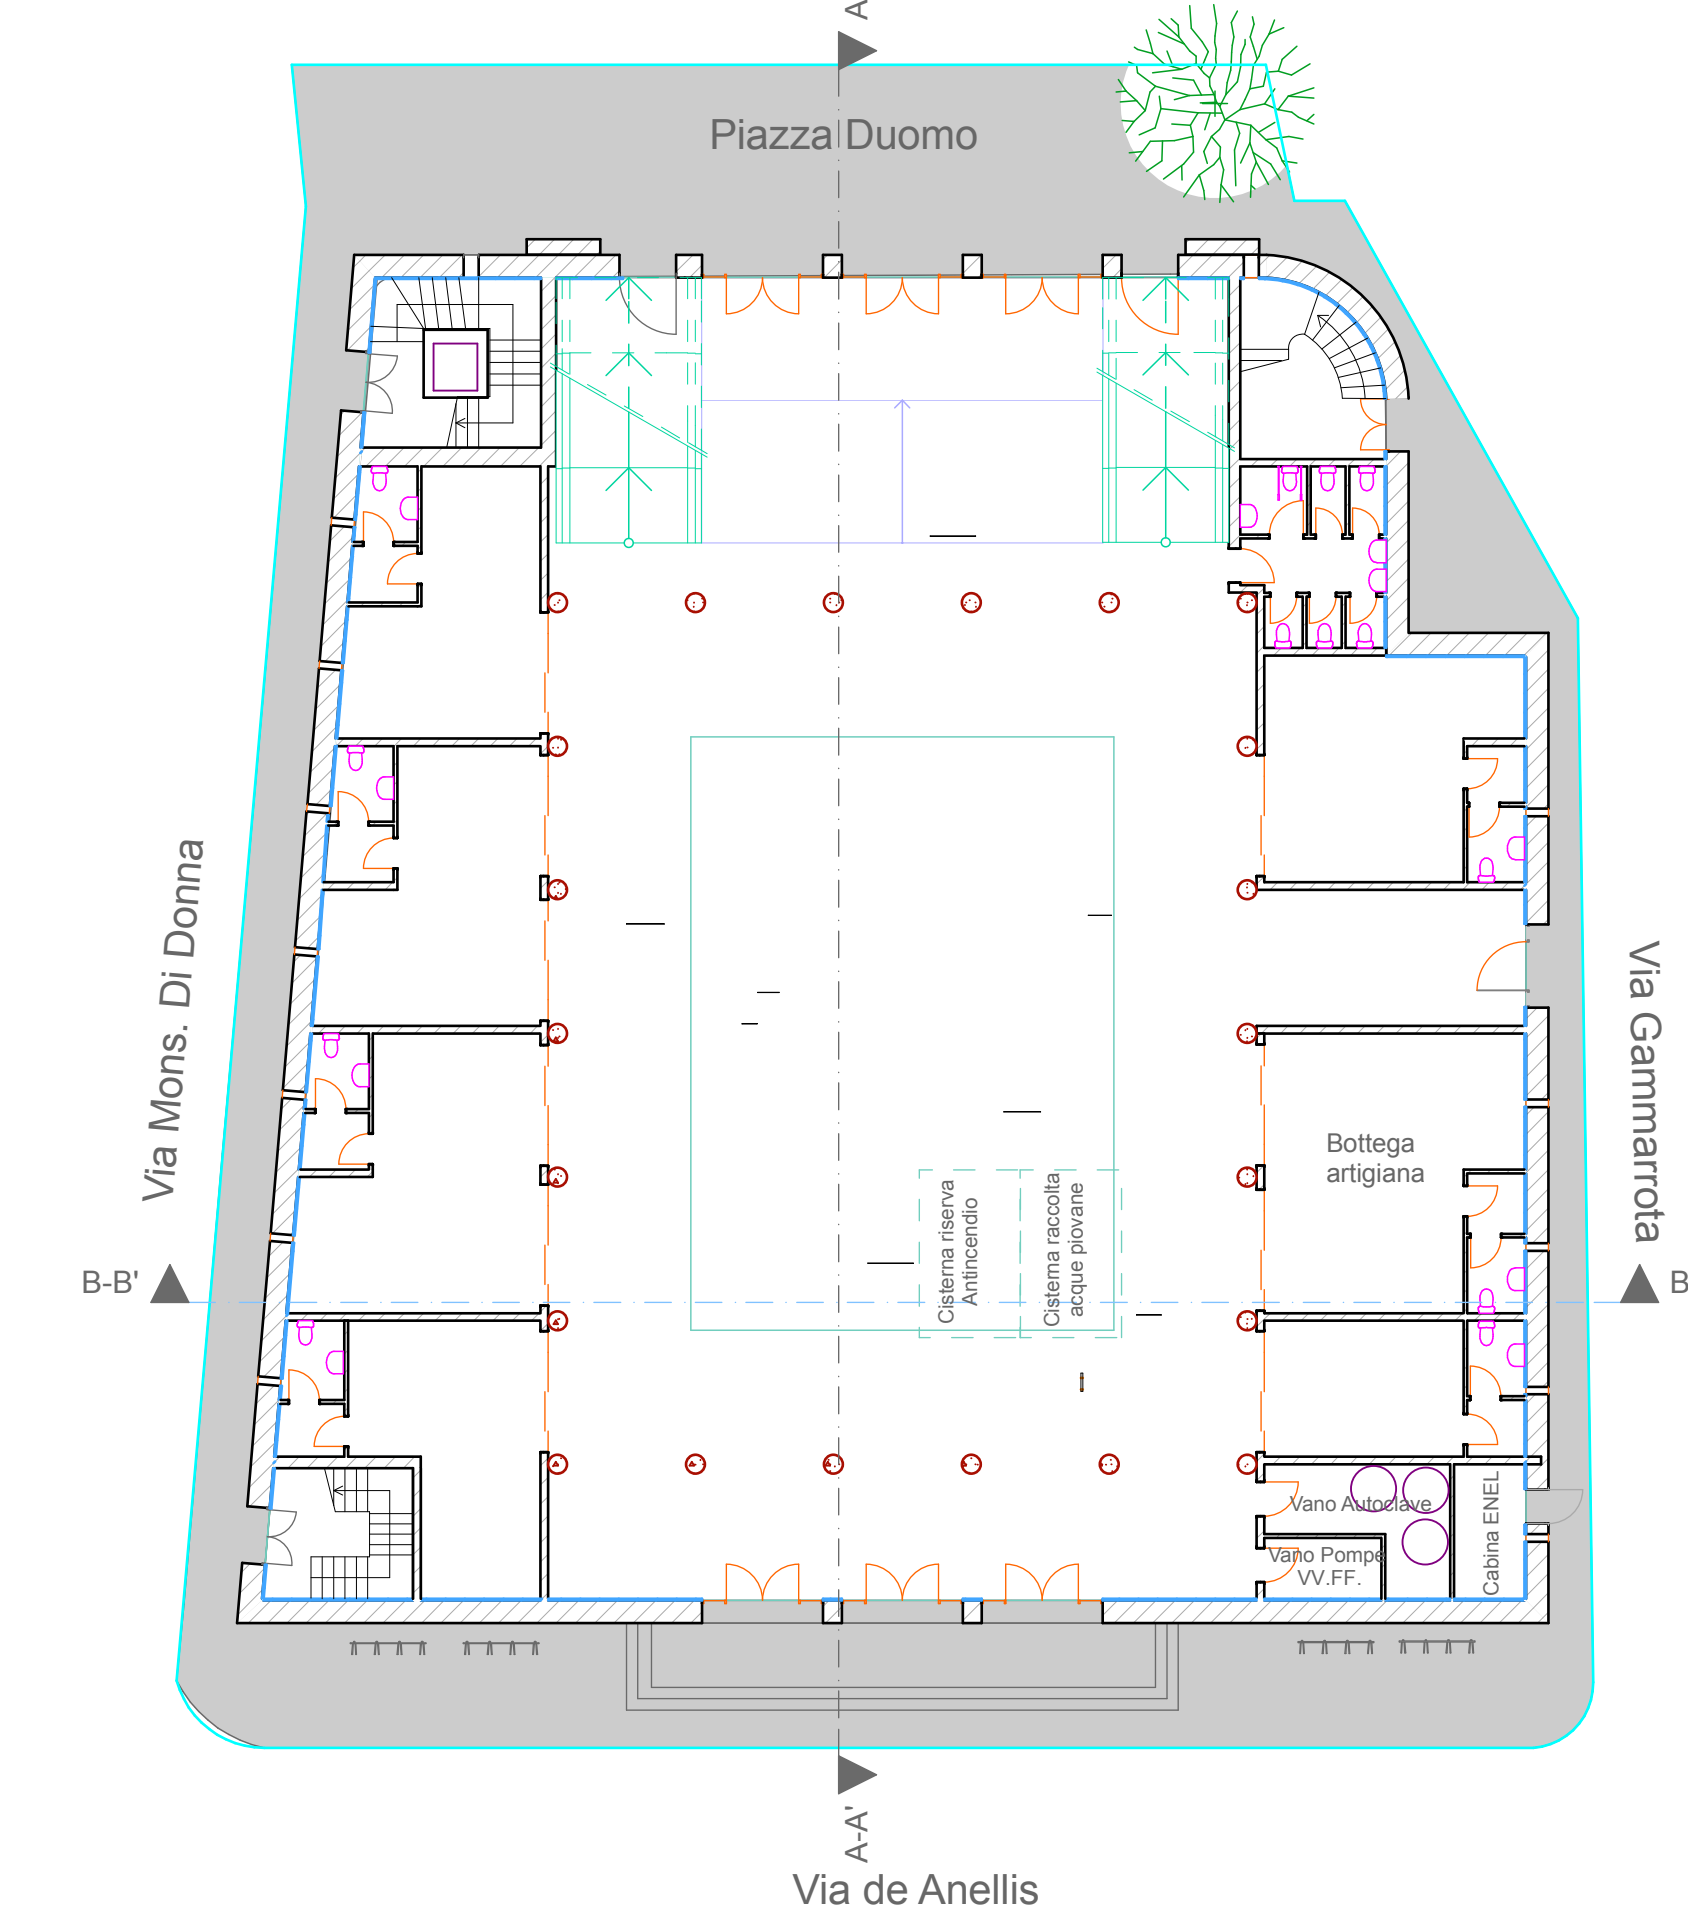 A
Piazza Duomo
Via Mons. Di Donna
Via Gammarrota
Bottega
artigiana
Cisterna riserva
Antincendio
Cisterna raccolta
acque piovane
B-B'
B
Vano Autoclave
Cabina ENEL
Vano Pompe
VV.FF.
A-A'
Via de Anellis